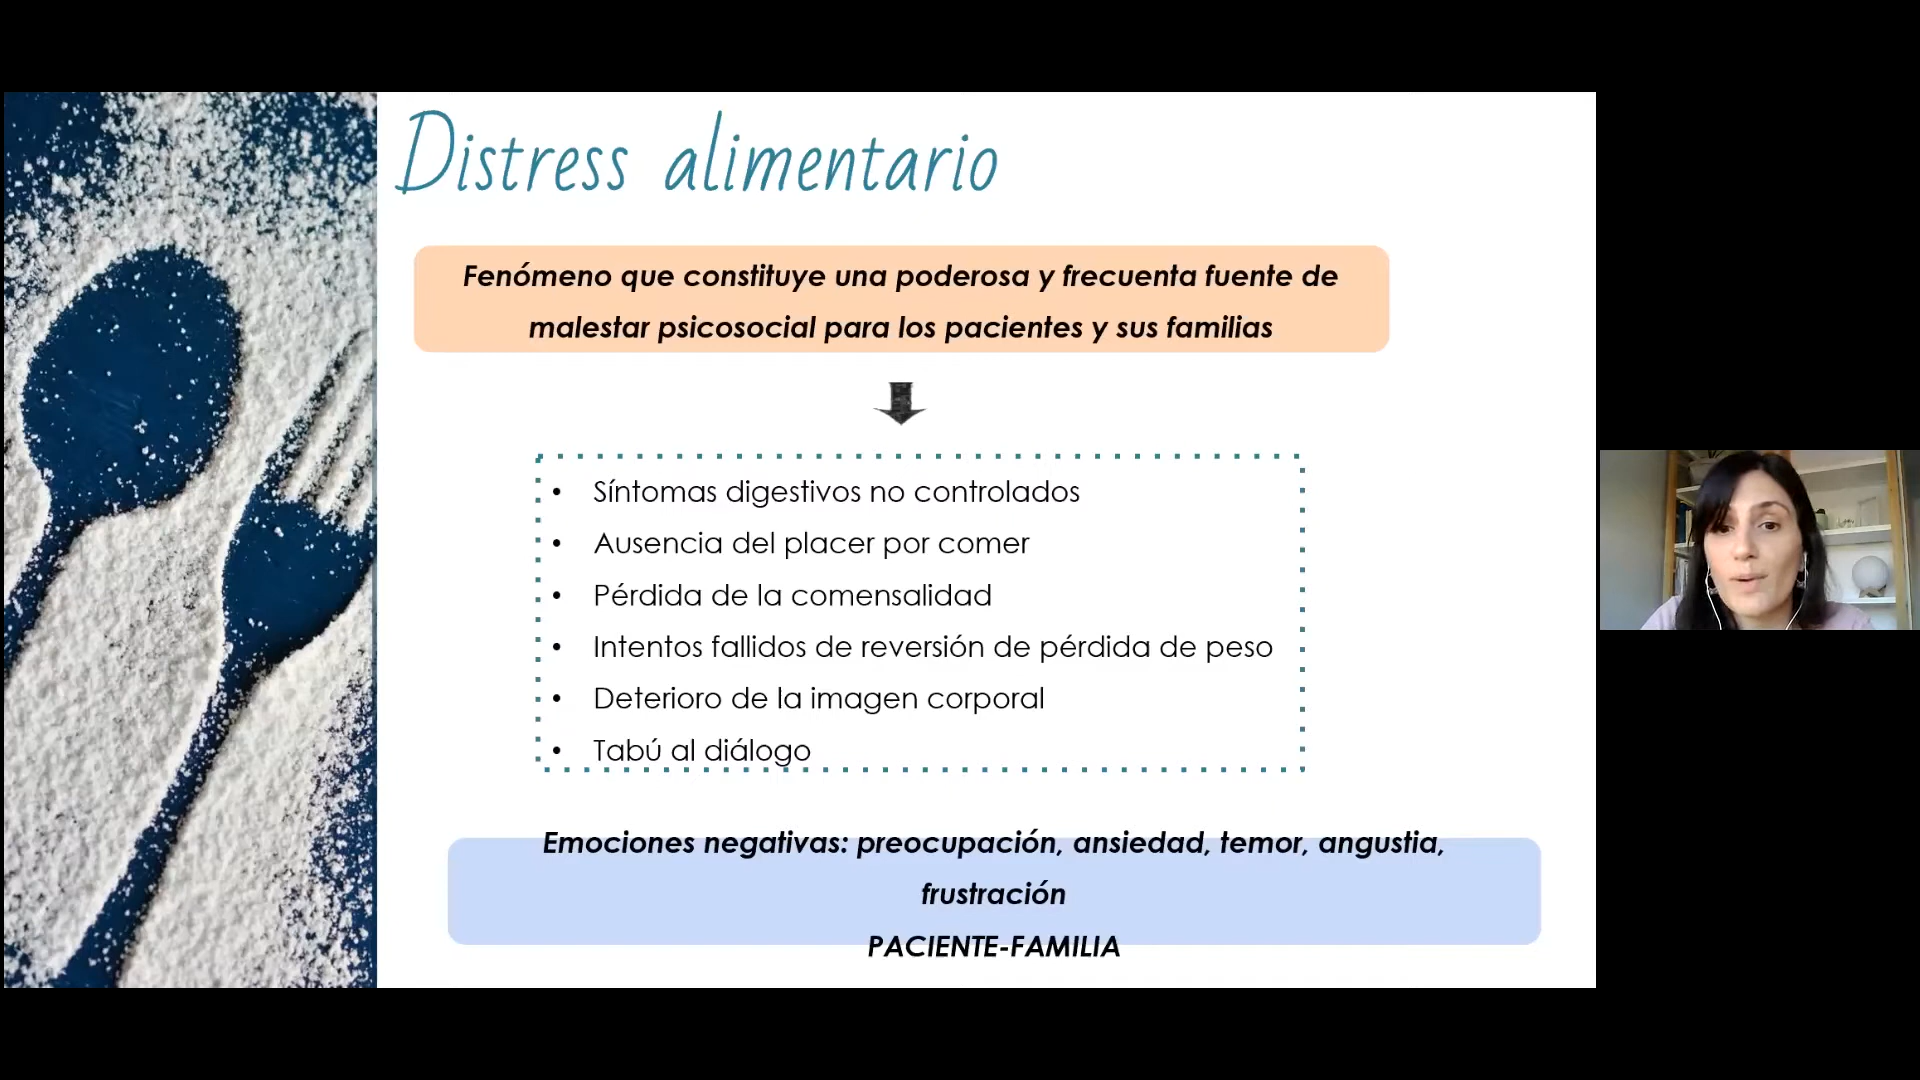 Distress alimentario
Fenómeno que constituye una poderosa y frecuenta fuente de
malestar psicosocial para los pacientes y sus familias
• Síntomas digestivos no controlados
• Ausencia del placer por comer
• Pérdida de la comensalidad
• Intentos fallidos de reversión de pérdida de peso
• Deterioro de la imagen corporal
• Tabú al diálogo
Emociones negativas: preocupación, ansiedad, temor, angustia,
frustración
PACIENTE-FAMILIA